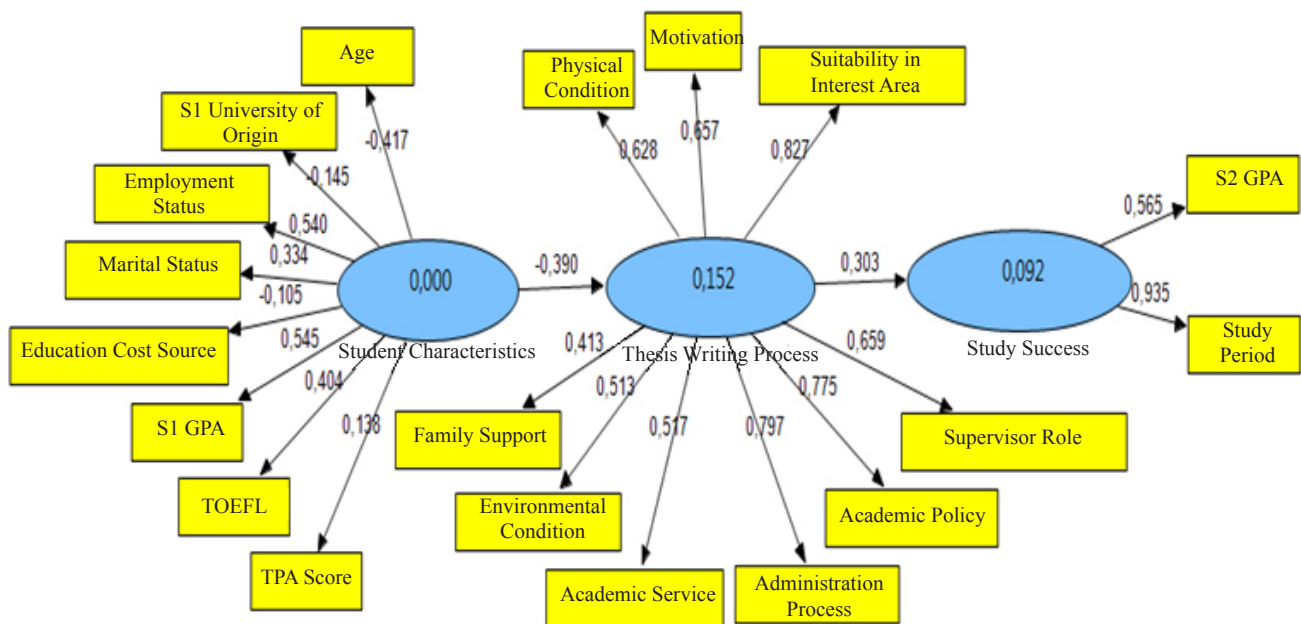 Age
-0,417
S1 University of
Origin
-0,145
Employment
Status
0,540
Marital Status
0,334
Education Cost Source
-0,105
S1 GPA
0,545
TOEFL
0,404
TPA Score
0,138
0,000
Student Characteristics
-0,390
Physical
Condition
0,628
Motivation
0,657
Suitability in
Interest Area
0,827
0,152
Thesis Writing Process
Family Support
0,413
Environmental
Condition
0,513
Academic Service
0,517
Administration
Process
0,797
Academic Policy
0,775
Supervisor Role
0,659
0,303
0,092
Study Success
S2 GPA
0,565
Study
Period
0,935